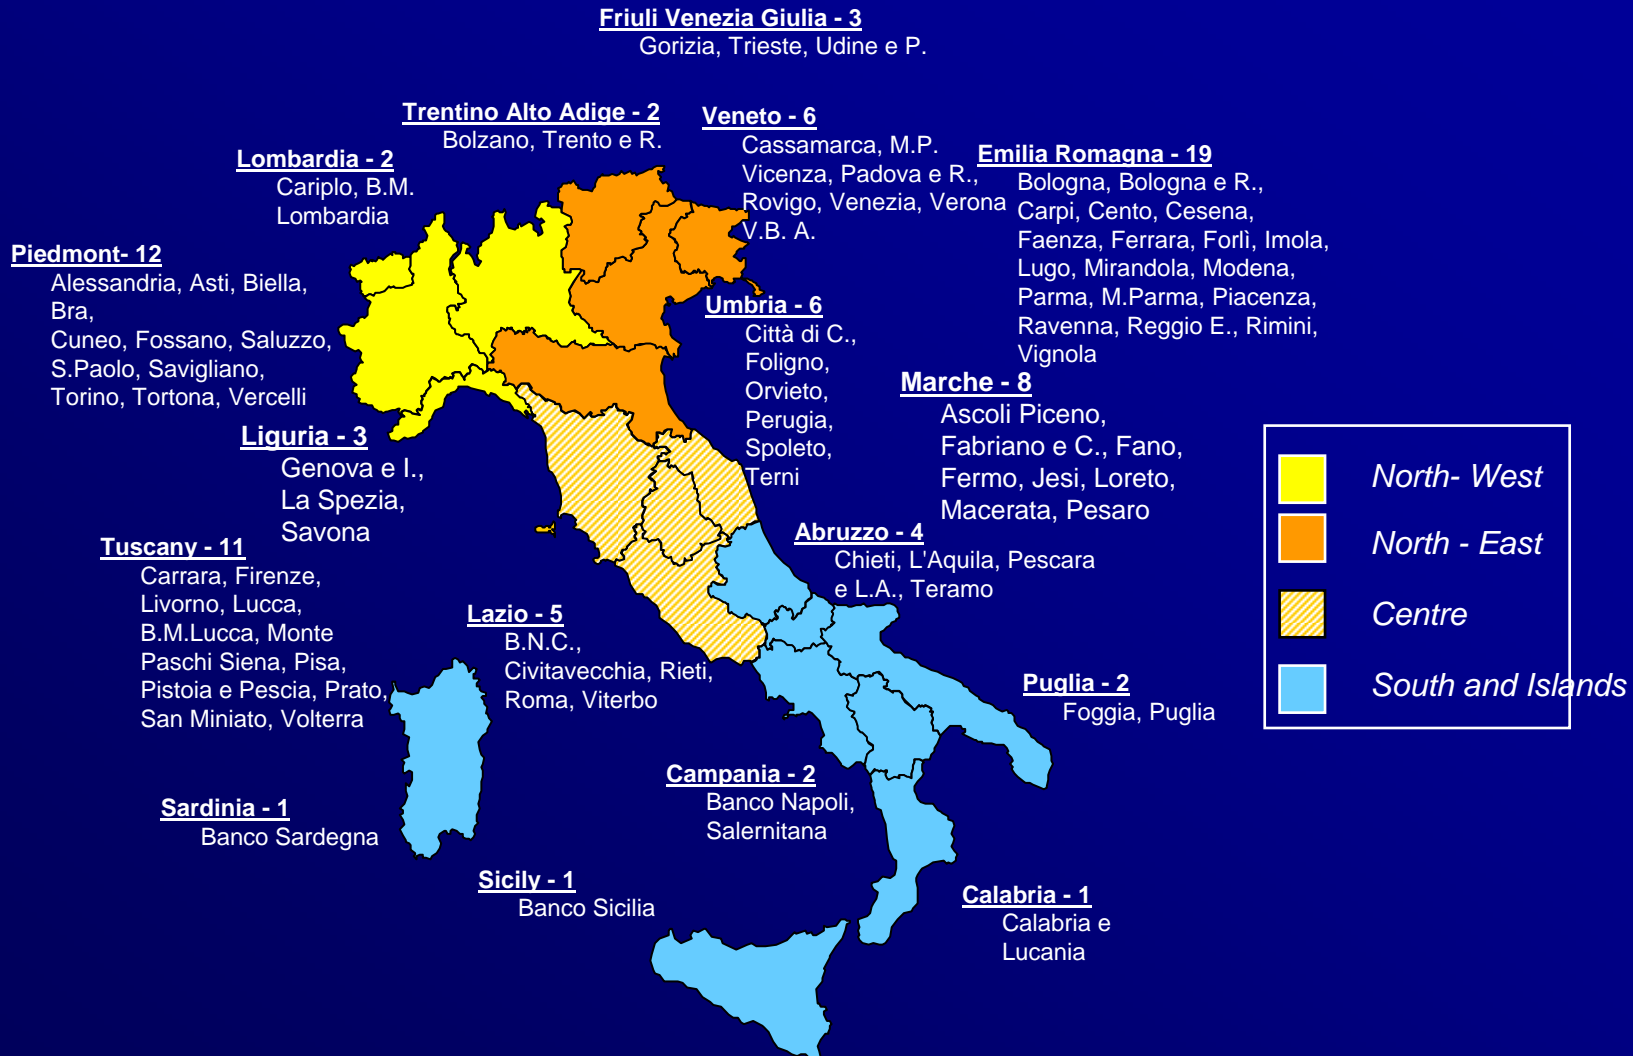 Friuli Venezia Giulia - 3
Gorizia, Trieste, Udine e P.
Trentino Alto Adige - 2
Bolzano, Trento e R.
Veneto - 6
Cassamarca, M.P.
Vicenza, Padova e R.,
Rovigo, Venezia, Verona
V.B. A.
Emilia Romagna - 19
Bologna, Bologna e R.,
Carpi, Cento, Cesena,
Faenza, Ferrara, Forlì, Imola,
Lugo, Mirandola, Modena,
Parma, M.Parma, Piacenza,
Ravenna, Reggio E., Rimini,
Vignola
Lombardia - 2
Cariplo, B.M.
Lombardia
Piedmont- 12
Alessandria, Asti, Biella,
Bra,
Cuneo, Fossano, Saluzzo,
S.Paolo, Savigliano,
Torino, Tortona, Vercelli
Umbria - 6
Città di C.,
Foligno,
Orvieto,
Perugia,
Spoleto,
Terni
Marche - 8
Ascoli Piceno,
Fabriano e C., Fano,
Fermo, Jesi, Loreto,
Macerata, Pesaro
Liguria - 3
Genova e I.,
La Spezia,
Savona
North- West
North - East
Centre
South and Islands
Abruzzo - 4
Chieti, L'Aquila, Pescara
e L.A., Teramo
Tuscany - 11
Carrara, Firenze,
Livorno, Lucca,
B.M.Lucca, Monte
Paschi Siena, Pisa,
Pistoia e Pescia, Prato,
San Miniato, Volterra
Lazio - 5
B.N.C.,
Civitavecchia, Rieti,
Roma, Viterbo
Puglia - 2
Foggia, Puglia
Campania - 2
Banco Napoli,
Salernitana
Sardinia - 1
Banco Sardegna
Sicily - 1
Banco Sicilia
Calabria - 1
Calabria e
Lucania